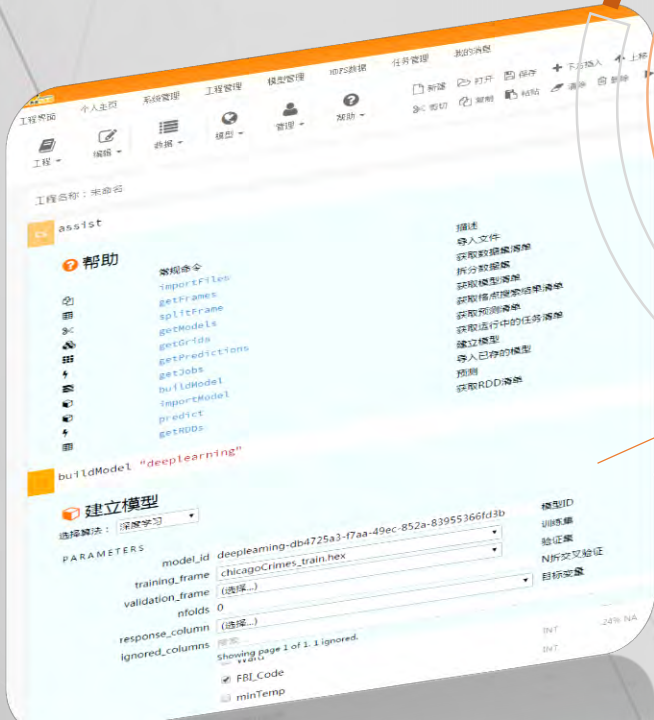 工程页面 个人主页 系统管理 工程管理 模型管理 HDFS数据 任务管理 我的消息
新建 打开 保存 下方插入 上移
剪切 复制 粘贴 清除 删除
工程 编辑 数据 模型 管理 帮助
工程名称：未命名
cs assist
帮助
常规命令 描述
importFiles 导入文件
getFrames 获取数据集清单
splitFrame 拆分数据集
getModels 获取模型清单
getGrids 获取格点搜索结果清单
getPredictions 获取预测清单
getJobs 获取运行中的任务清单
buildModel 建立模型
importModel 导入已存的模型
predict 预测
getRDDs 获取RDD清单
buildModel "deeplearning"
建立模型
选择算法： 深度学习
PARAMETERS
model_id deeplearning-db4725a3-f7aa-49ec-852a-83955366fd3b 模型ID
training_frame chicagoCrimes_train.hex 训练集
validation_frame (选择...) 验证集
nfolds 0 N折交叉验证
response_column (选择...) 目标变量
ignored_columns 搜索...
Showing page 1 of 1. 1 ignored.
Ward INT 24% NA
FBI_Code INT
minTemp